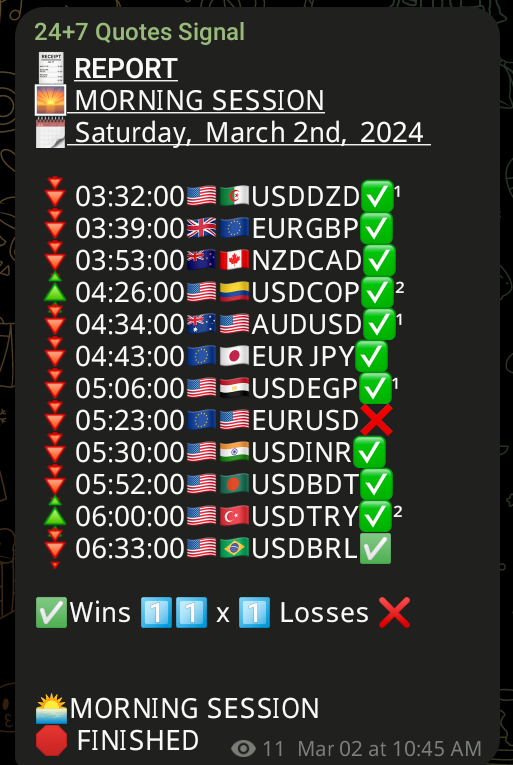 24+7 Quotes Signal
REPORT
MORNING SESSION
Saturday, March 2nd, 2024
03:32:00 USDDZD ¹
03:39:00 EURGBP
03:53:00 NZDCAD
04:26:00 USDCOP ²
04:34:00 AUDUSD ¹
04:43:00 EUR JPY
05:06:00 USDEGP ¹
05:23:00 EURUSD
05:30:00 USDINR
05:52:00 USDBDT
06:00:00 USDTRY ²
06:33:00 USDBRL
Wins 1 1 x 1 Losses
MORNING SESSION
FINISHED
11 Mar 02 at 10:45 AM